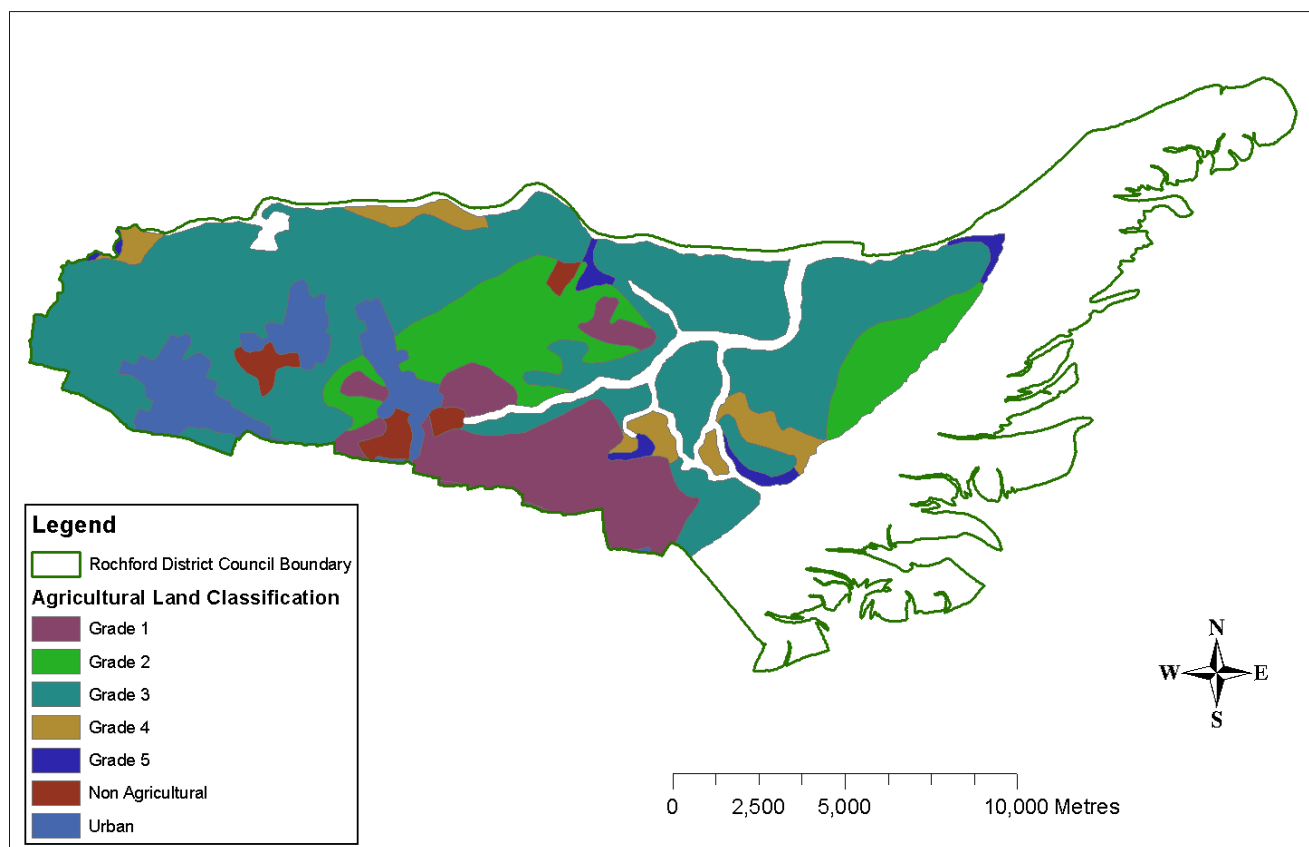 Legend
Rochford District Council Boundary
Agricultural Land Classification
Grade 1
Grade 2
Grade 3
Grade 4
Grade 5
Non Agricultural
Urban
N
W E
S
0 2,500 5,000 10,000 Metres